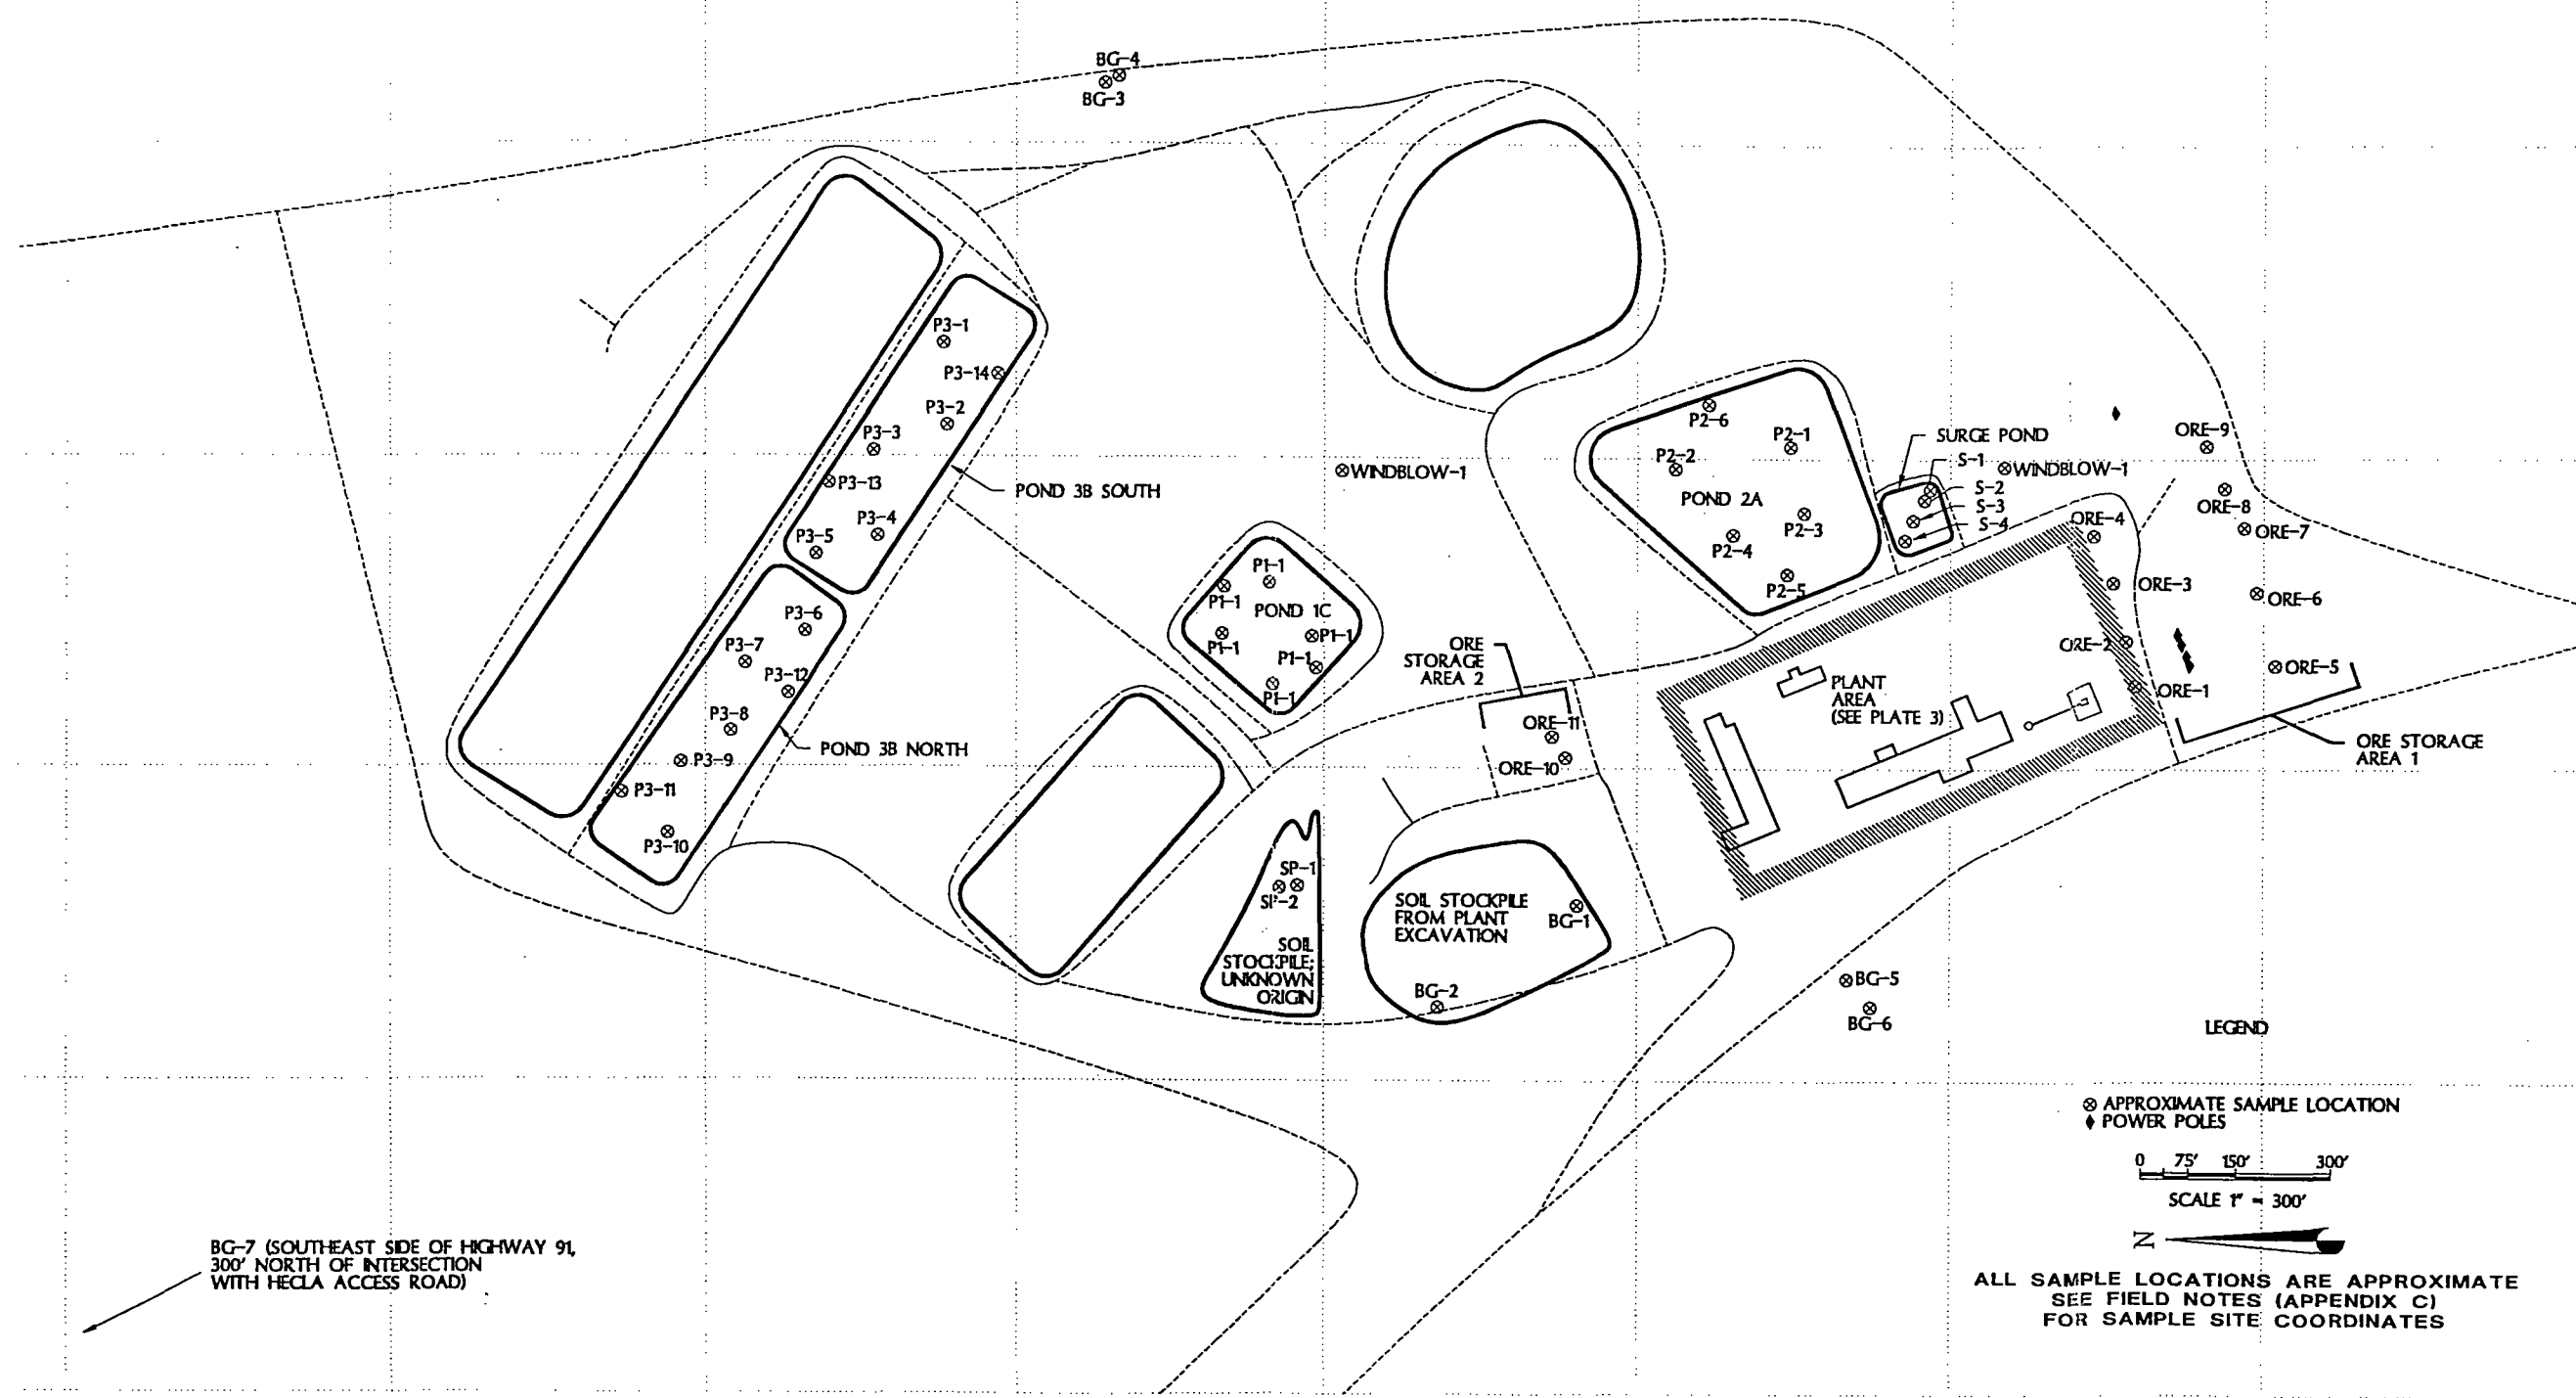 BG-4
BG-3
P3-1
P3-14
P3-2
P3-3
P3-13
P3-4
P3-5
POND 3B SOUTH
P3-6
P3-7
P3-12
P3-8
P3-9
P3-11
P3-10
POND 3B NORTH
WINDBLOW-1
P1-1
P1-1
POND 1C
P1-1
P1-1
P1-1
P1-1
P2-6
P2-1
P2-2
POND 2A
P2-3
P2-4
P2-5
SURGE POND
S-1
S-2
S-3
S-4
WINDBLOW-1
ORE-9
ORE-8
ORE-7
ORE-4
ORE-3
ORE-6
ORE-2
ORE-5
ORE-1
ORE STORAGE
AREA 1
ORE
STORAGE
AREA 2
ORE-11
ORE-10
PLANT
AREA
(SEE PLATE 3)
SP-1
SP-2
SOIL
STOCKPILE;
UNKNOWN
ORIGIN
SOIL STOCKPILE
FROM PLANT
EXCAVATION
BG-1
BG-2
BG-5
BG-6
BG-7 (SOUTHEAST SIDE OF HIGHWAY 91,
300' NORTH OF INTERSECTION
WITH HECLA ACCESS ROAD)
LEGEND
APPROXIMATE SAMPLE LOCATION
POWER POLES
0 75' 150' 300'
SCALE 1" = 300'
N
ALL SAMPLE LOCATIONS ARE APPROXIMATE
SEE FIELD NOTES (APPENDIX C)
FOR SAMPLE SITE COORDINATES